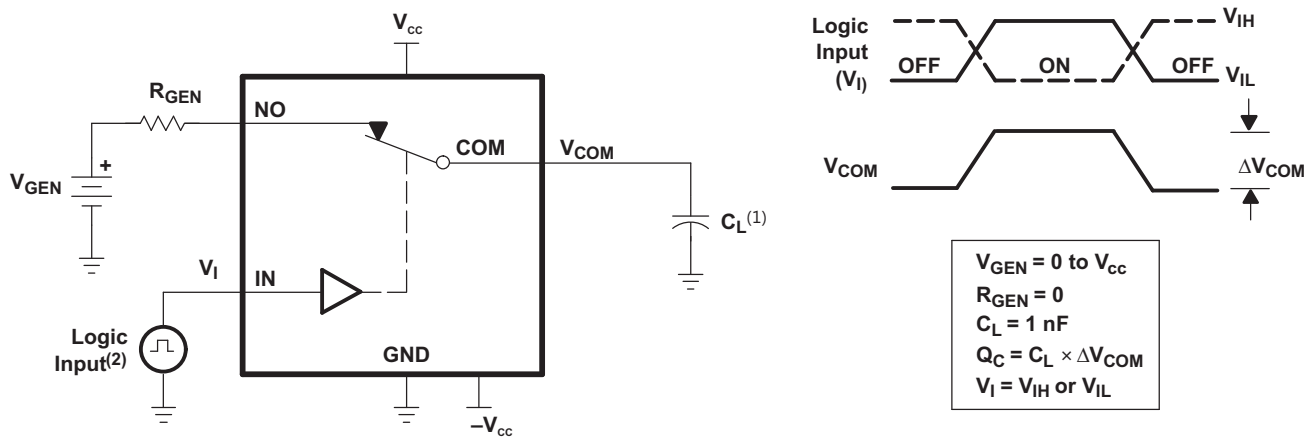 Vcc
RGEN
NO
COM
VCOM
VGEN
+
CL(1)
VI
IN
Logic
Input(2)
GND
–Vcc
Logic
Input
(VI)
OFF
ON
OFF
VIH
VIL
VCOM
ΔVCOM
VGEN = 0 to Vcc
RGEN = 0
CL = 1 nF
QC = CL × ΔVCOM
VI = VIH or VIL